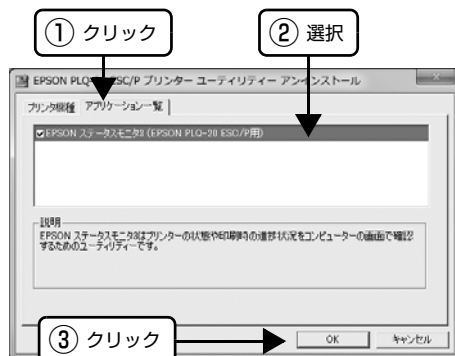 ① クリック
② 選択
EPSON PLQ- ESC/P プリンター ユーティリティー アンインストール
プリンタ機種 アプリケーション一覧
EPSON ステータスモニタ3 (EPSON PLQ-20 ESC/P用)
説明
EPSON ステータスモニタ3はプリンターの状態や印刷時の進捗状況をコンピューターの画面で確認
するためのユーティリティーです。
③ クリック
OK キャンセル